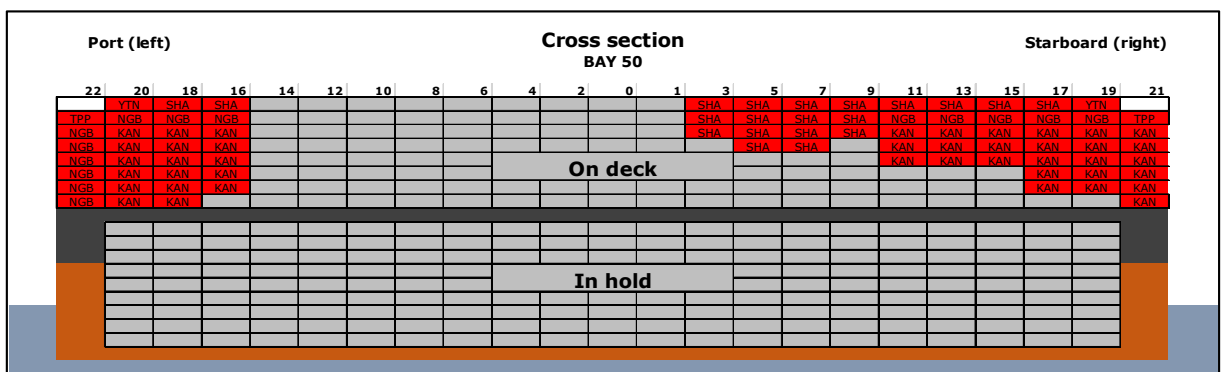 Port (left)
Cross section
Starboard (right)
BAY 50
22 20 18 16 14 12 10 8 6 4 2 0 1 3 5 7 9 11 13 15 17 19 21
YTN SHA SHA SHA SHA SHA SHA SHA SHA SHA SHA YTN
TPP NGB NGB NGB SHA SHA SHA SHA NGB NGB NGB NGB NGB TPP
NGB KAN KAN KAN SHA SHA SHA SHA KAN KAN KAN KAN KAN KAN
NGB KAN KAN KAN SHA SHA KAN KAN KAN KAN KAN KAN
NGB KAN KAN KAN KAN KAN KAN KAN KAN KAN
On deck
NGB KAN KAN KAN KAN KAN KAN
NGB KAN KAN KAN KAN KAN KAN
NGB KAN KAN KAN
In hold